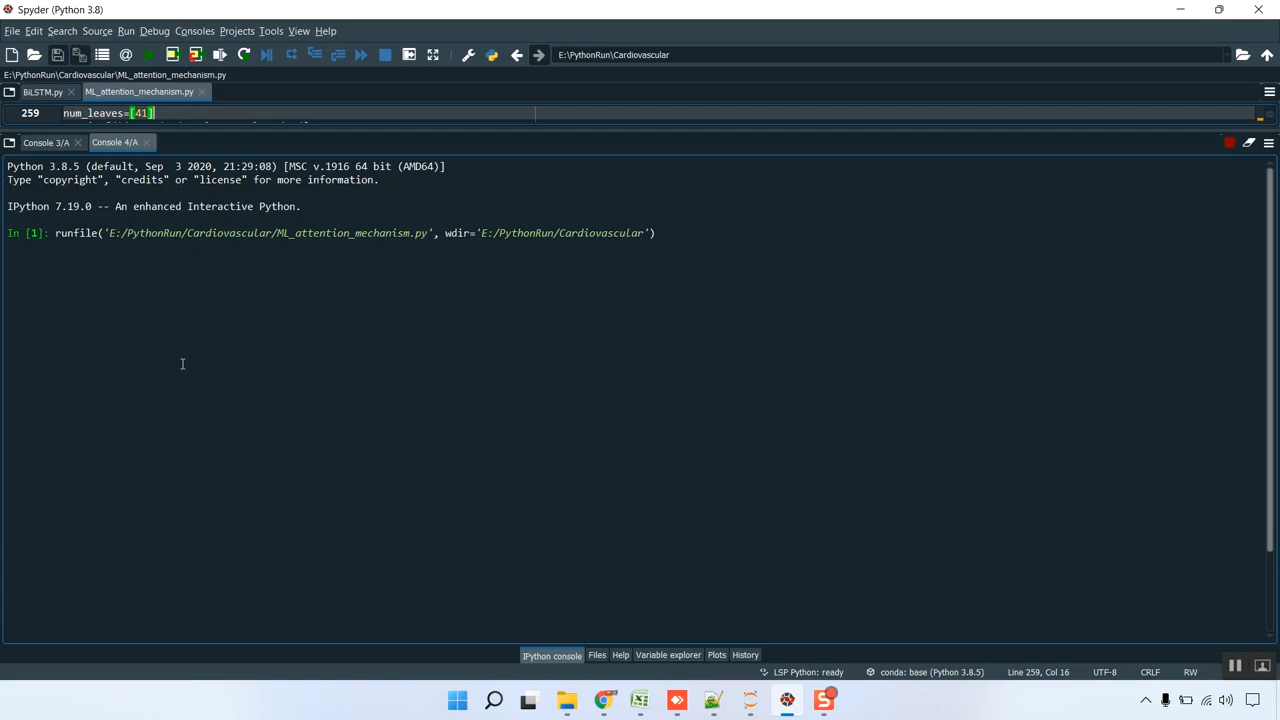 Spyder (Python 3.8)
File Edit Search Source Run Debug Consoles Projects Tools View Help
E:\PythonRun\Cardiovascular
E:\PythonRun\Cardiovascular\ML_attention_mechanism.py
BiLSTM.py ML_attention_mechanism.py
259 num_leaves=[41]
Console 3/A Console 4/A
Python 3.8.5 (default, Sep  3 2020, 21:29:08) [MSC v.1916 64 bit (AMD64)]
Type "copyright", "credits" or "license" for more information.
IPython 7.19.0 -- An enhanced Interactive Python.
In [1]: runfile('E:/PythonRun/Cardiovascular/ML_attention_mechanism.py', wdir='E:/PythonRun/Cardiovascular')
IPython console Files Help Variable explorer Plots History
LSP Python: ready conda: base (Python 3.8.5) Line 259, Col 16 UTF-8 CRLF RW